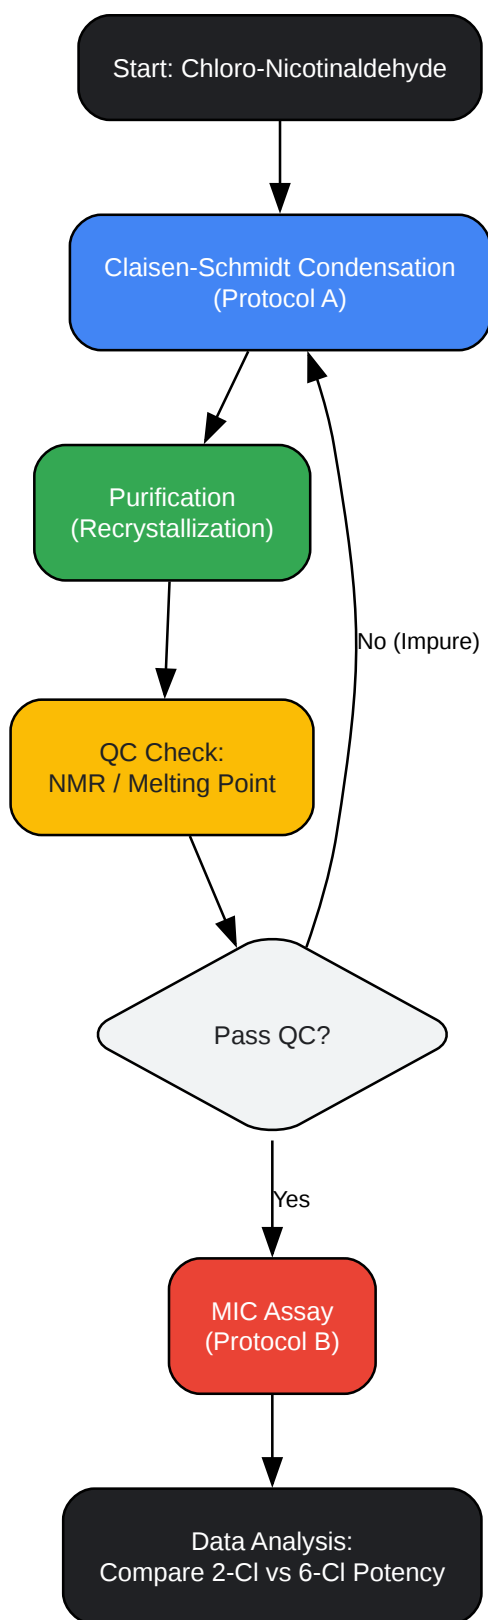 Start: Chloro-Nicotinaldehyde
Claisen-Schmidt Condensation
(Protocol A)
Purification
(Recrystallization)
No (Impure)
QC Check:
NMR / Melting Point
Pass QC?
Yes
MIC Assay
(Protocol B)
Data Analysis:
Compare 2-Cl vs 6-Cl Potency